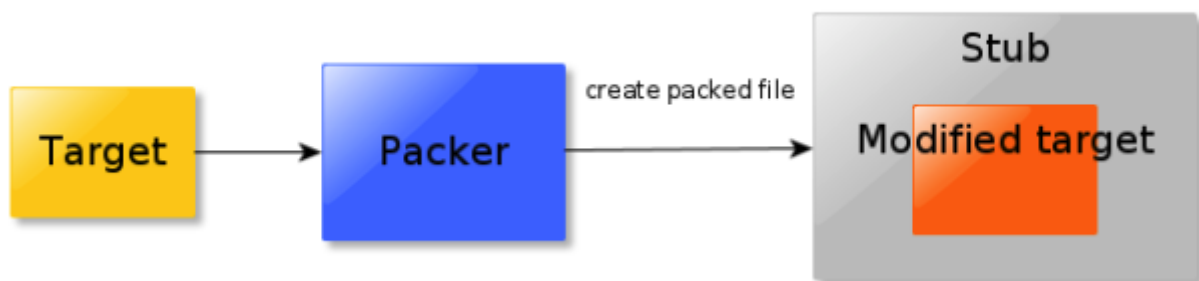 Target
Packer
create packed file
Stub
Modified target